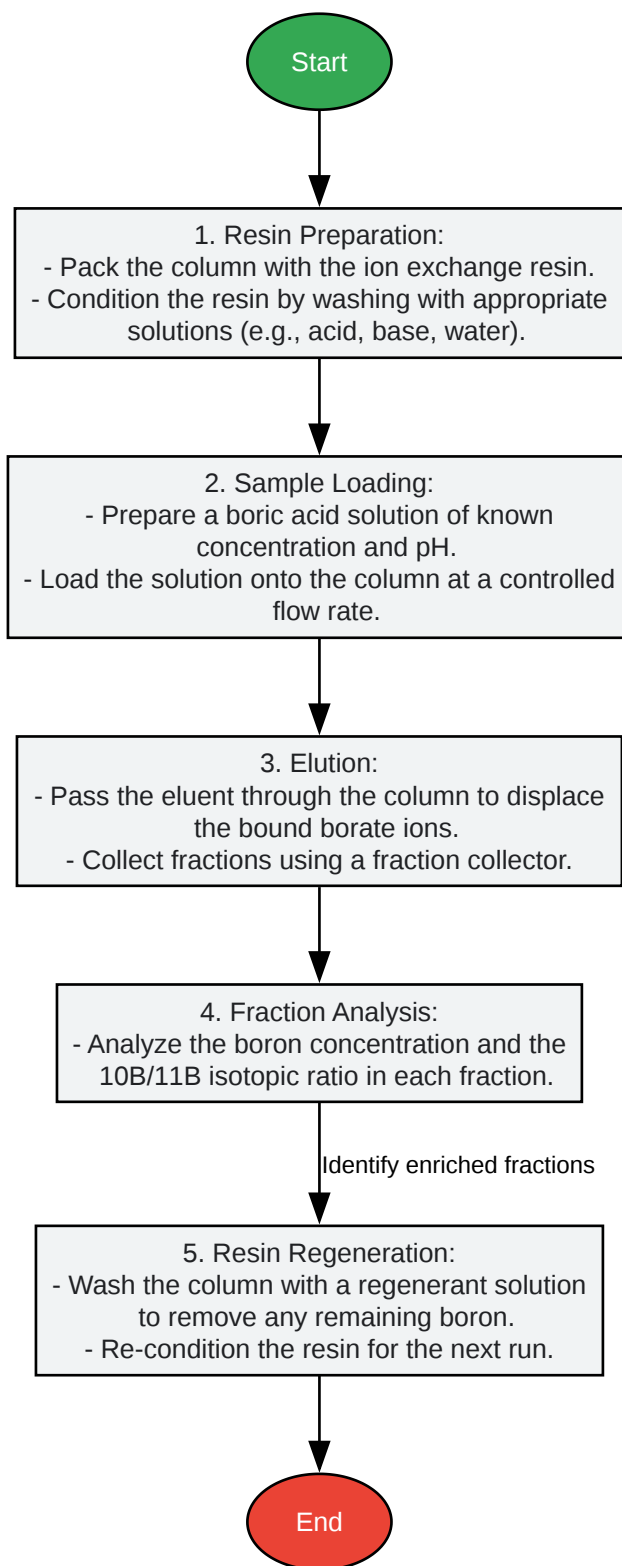 Start
1. Resin Preparation:
- Pack the column with the ion exchange resin.
- Condition the resin by washing with appropriate
solutions (e.g., acid, base, water).
2. Sample Loading:
- Prepare a boric acid solution of known
concentration and pH.
- Load the solution onto the column at a controlled
flow rate.
3. Elution:
- Pass the eluent through the column to displace
the bound borate ions.
- Collect fractions using a fraction collector.
4. Fraction Analysis:
- Analyze the boron concentration and the
10B/11B isotopic ratio in each fraction.
Identify enriched fractions
5. Resin Regeneration:
- Wash the column with a regenerant solution
to remove any remaining boron.
- Re-condition the resin for the next run.
End